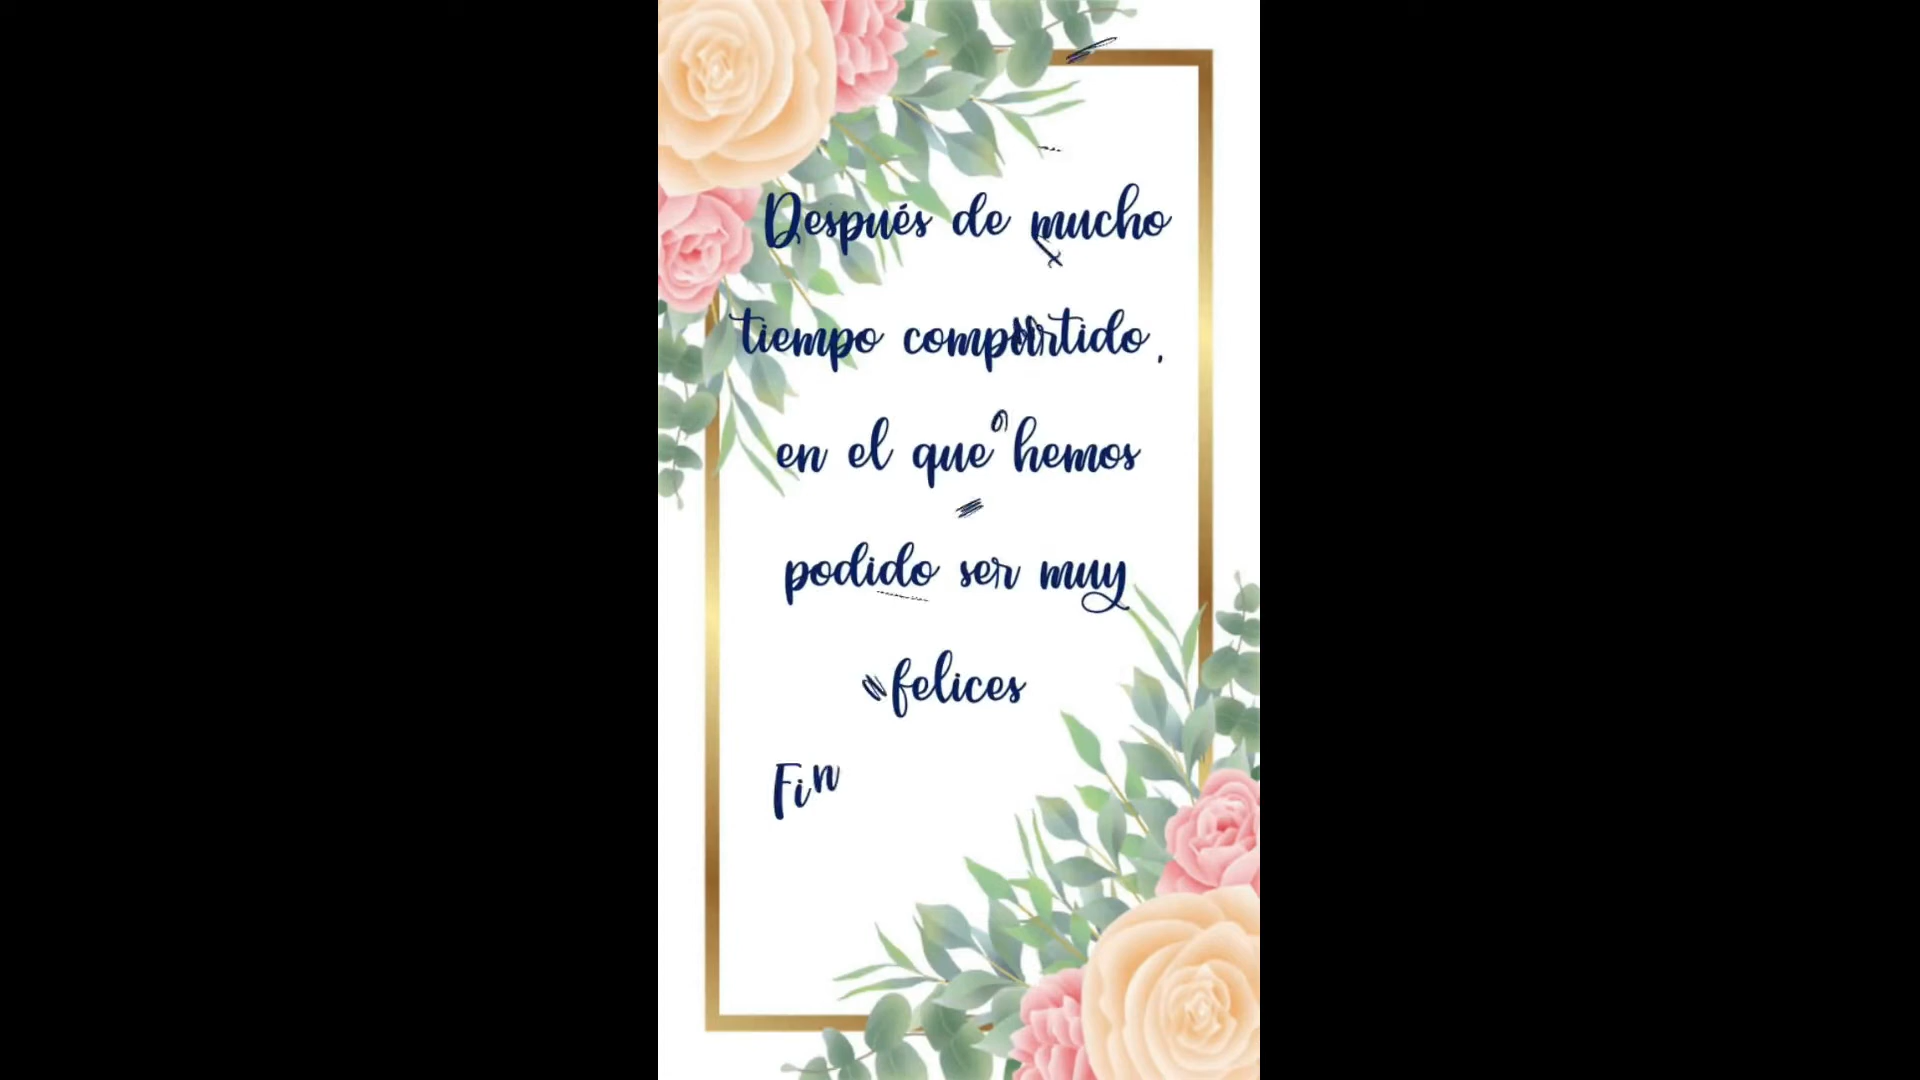 Después de mucho
tiempo compartido,
en el que hemos
podido ser muy
felices
Fin